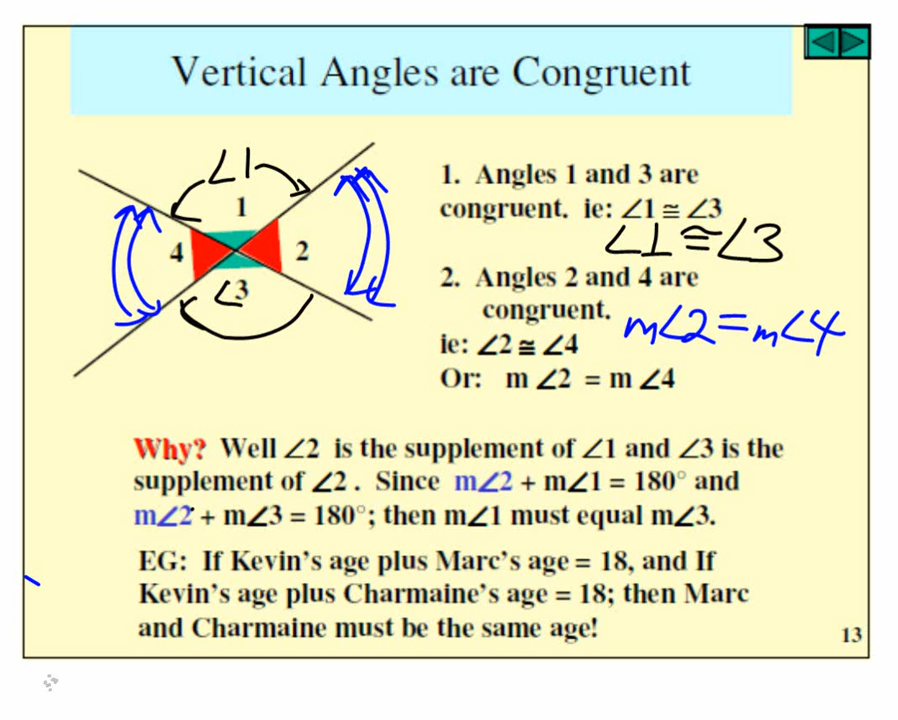 Vertical Angles are Congruent
∠1
1
4
2
∠3
1. Angles 1 and 3 are
congruent. ie: ∠1 ≅ ∠3
∠1 ≅ ∠3
2. Angles 2 and 4 are
congruent.
m∠2 = m∠4
ie: ∠2 ≅ ∠4
Or: m ∠2 = m ∠4
Why? Well ∠2 is the supplement of ∠1 and ∠3 is the
supplement of ∠2 . Since m∠2 + m∠1 = 180° and
m∠2 + m∠3 = 180°; then m∠1 must equal m∠3.
EG: If Kevin's age plus Marc's age = 18, and If
Kevin's age plus Charmaine's age = 18; then Marc
and Charmaine must be the same age!
13